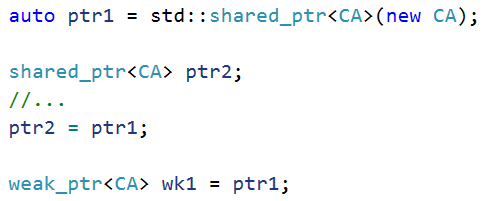 auto ptr1 = std::shared_ptr<CA>(new CA);
shared_ptr<CA> ptr2;
//...
ptr2 = ptr1;
weak_ptr<CA> wk1 = ptr1;